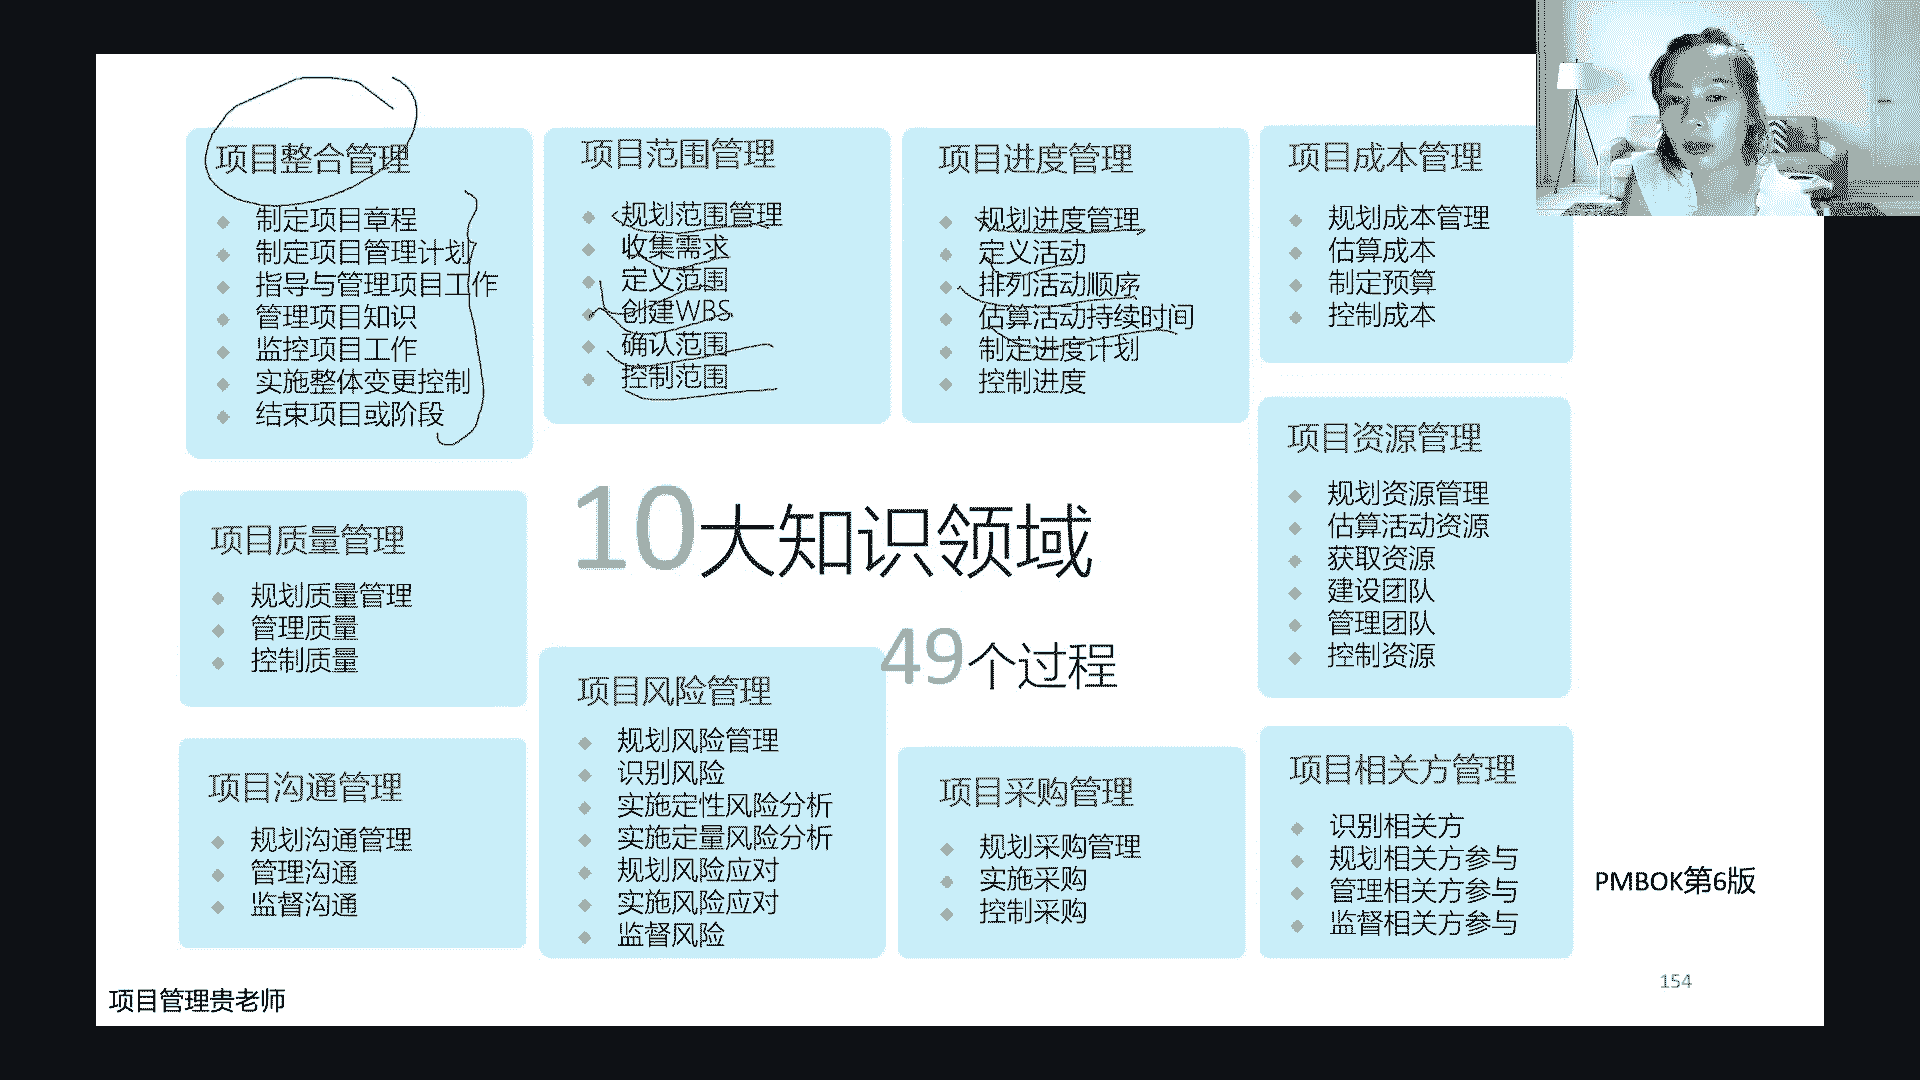 项目整合管理
制定项目章程
制定项目管理计划
指导与管理项目工作
管理项目知识
监控项目工作
实施整体变更控制
结束项目或阶段
项目范围管理
规划范围管理
收集需求
定义范围
创建WBS
确认范围
控制范围
项目进度管理
规划进度管理
定义活动
排列活动顺序
估算活动持续时间
制定进度计划
控制进度
项目成本管理
规划成本管理
估算成本
制定预算
控制成本
10大知识领域
49个过程
项目资源管理
规划资源管理
估算活动资源
获取资源
建设团队
管理团队
控制资源
项目质量管理
规划质量管理
管理质量
控制质量
项目沟通管理
规划沟通管理
管理沟通
监督沟通
项目风险管理
规划风险管理
识别风险
实施定性风险分析
实施定量风险分析
规划风险应对
实施风险应对
监督风险
项目采购管理
规划采购管理
实施采购
控制采购
项目相关方管理
识别相关方
规划相关方参与
管理相关方参与
监督相关方参与
PMBOK第6版
154
项目管理贵老师